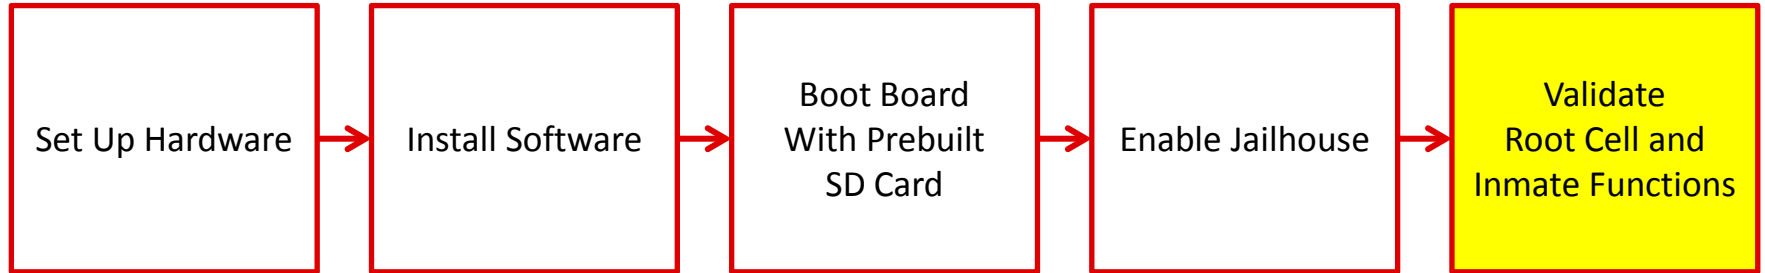 Set Up Hardware
Install Software
Boot Board
With Prebuilt
SD Card
Enable Jailhouse
Validate
Root Cell and
Inmate Functions